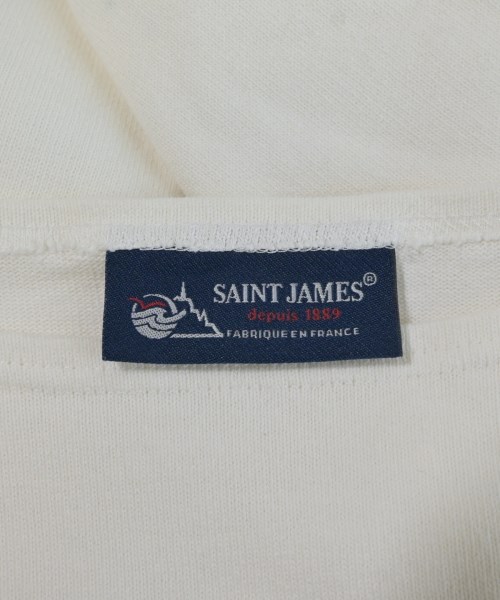 SAINT JAMES®
depuis 1889
FABRIQUE EN FRANCE